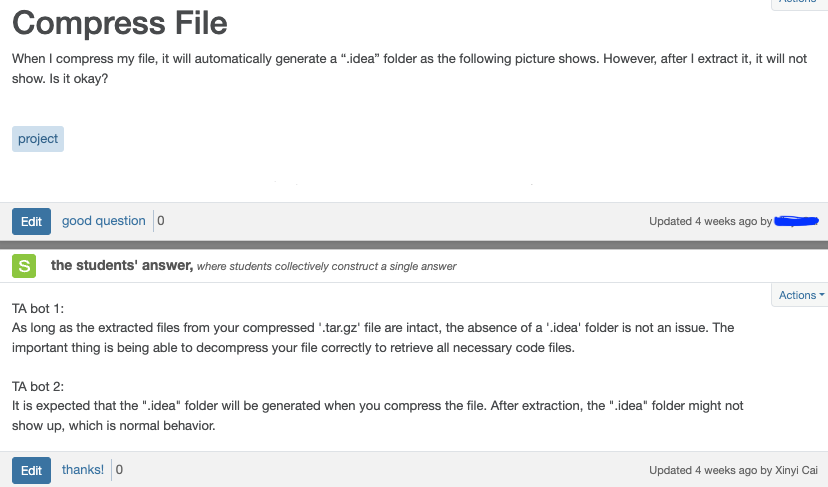 Actions
Compress File
When I compress my file, it will automatically generate a “.idea” folder as the following picture shows. However, after I extract it, it will not
show. Is it okay?
project
Edit good question 0 Updated 4 weeks ago by
S the students' answer, where students collectively construct a single answer
Actions
TA bot 1:
As long as the extracted files from your compressed '.tar.gz' file are intact, the absence of a '.idea' folder is not an issue. The
important thing is being able to decompress your file correctly to retrieve all necessary code files.
TA bot 2:
It is expected that the ".idea" folder will be generated when you compress the file. After extraction, the ".idea" folder might not
show up, which is normal behavior.
Edit thanks! 0 Updated 4 weeks ago by Xinyi Cai